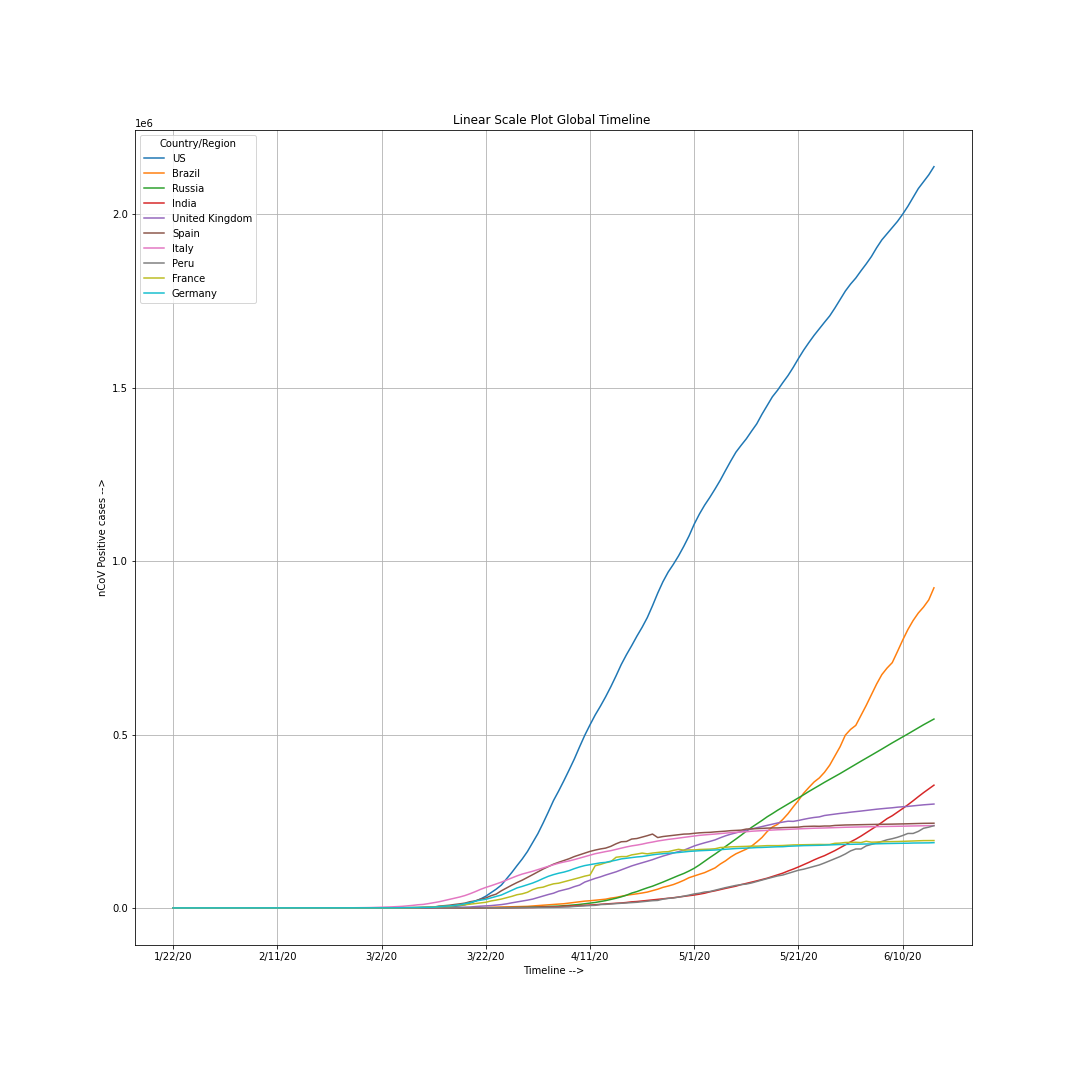 Linear Scale Plot Global Timeline
1e6
Country/Region
US
Brazil
Russia
India
United Kingdom
Spain
Italy
Peru
France
Germany
2.0
1.5
1.0
0.5
0.0
nCoV Positive cases -->
1/22/20 2/11/20 3/2/20 3/22/20 4/11/20 5/1/20 5/21/20 6/10/20
Timeline -->